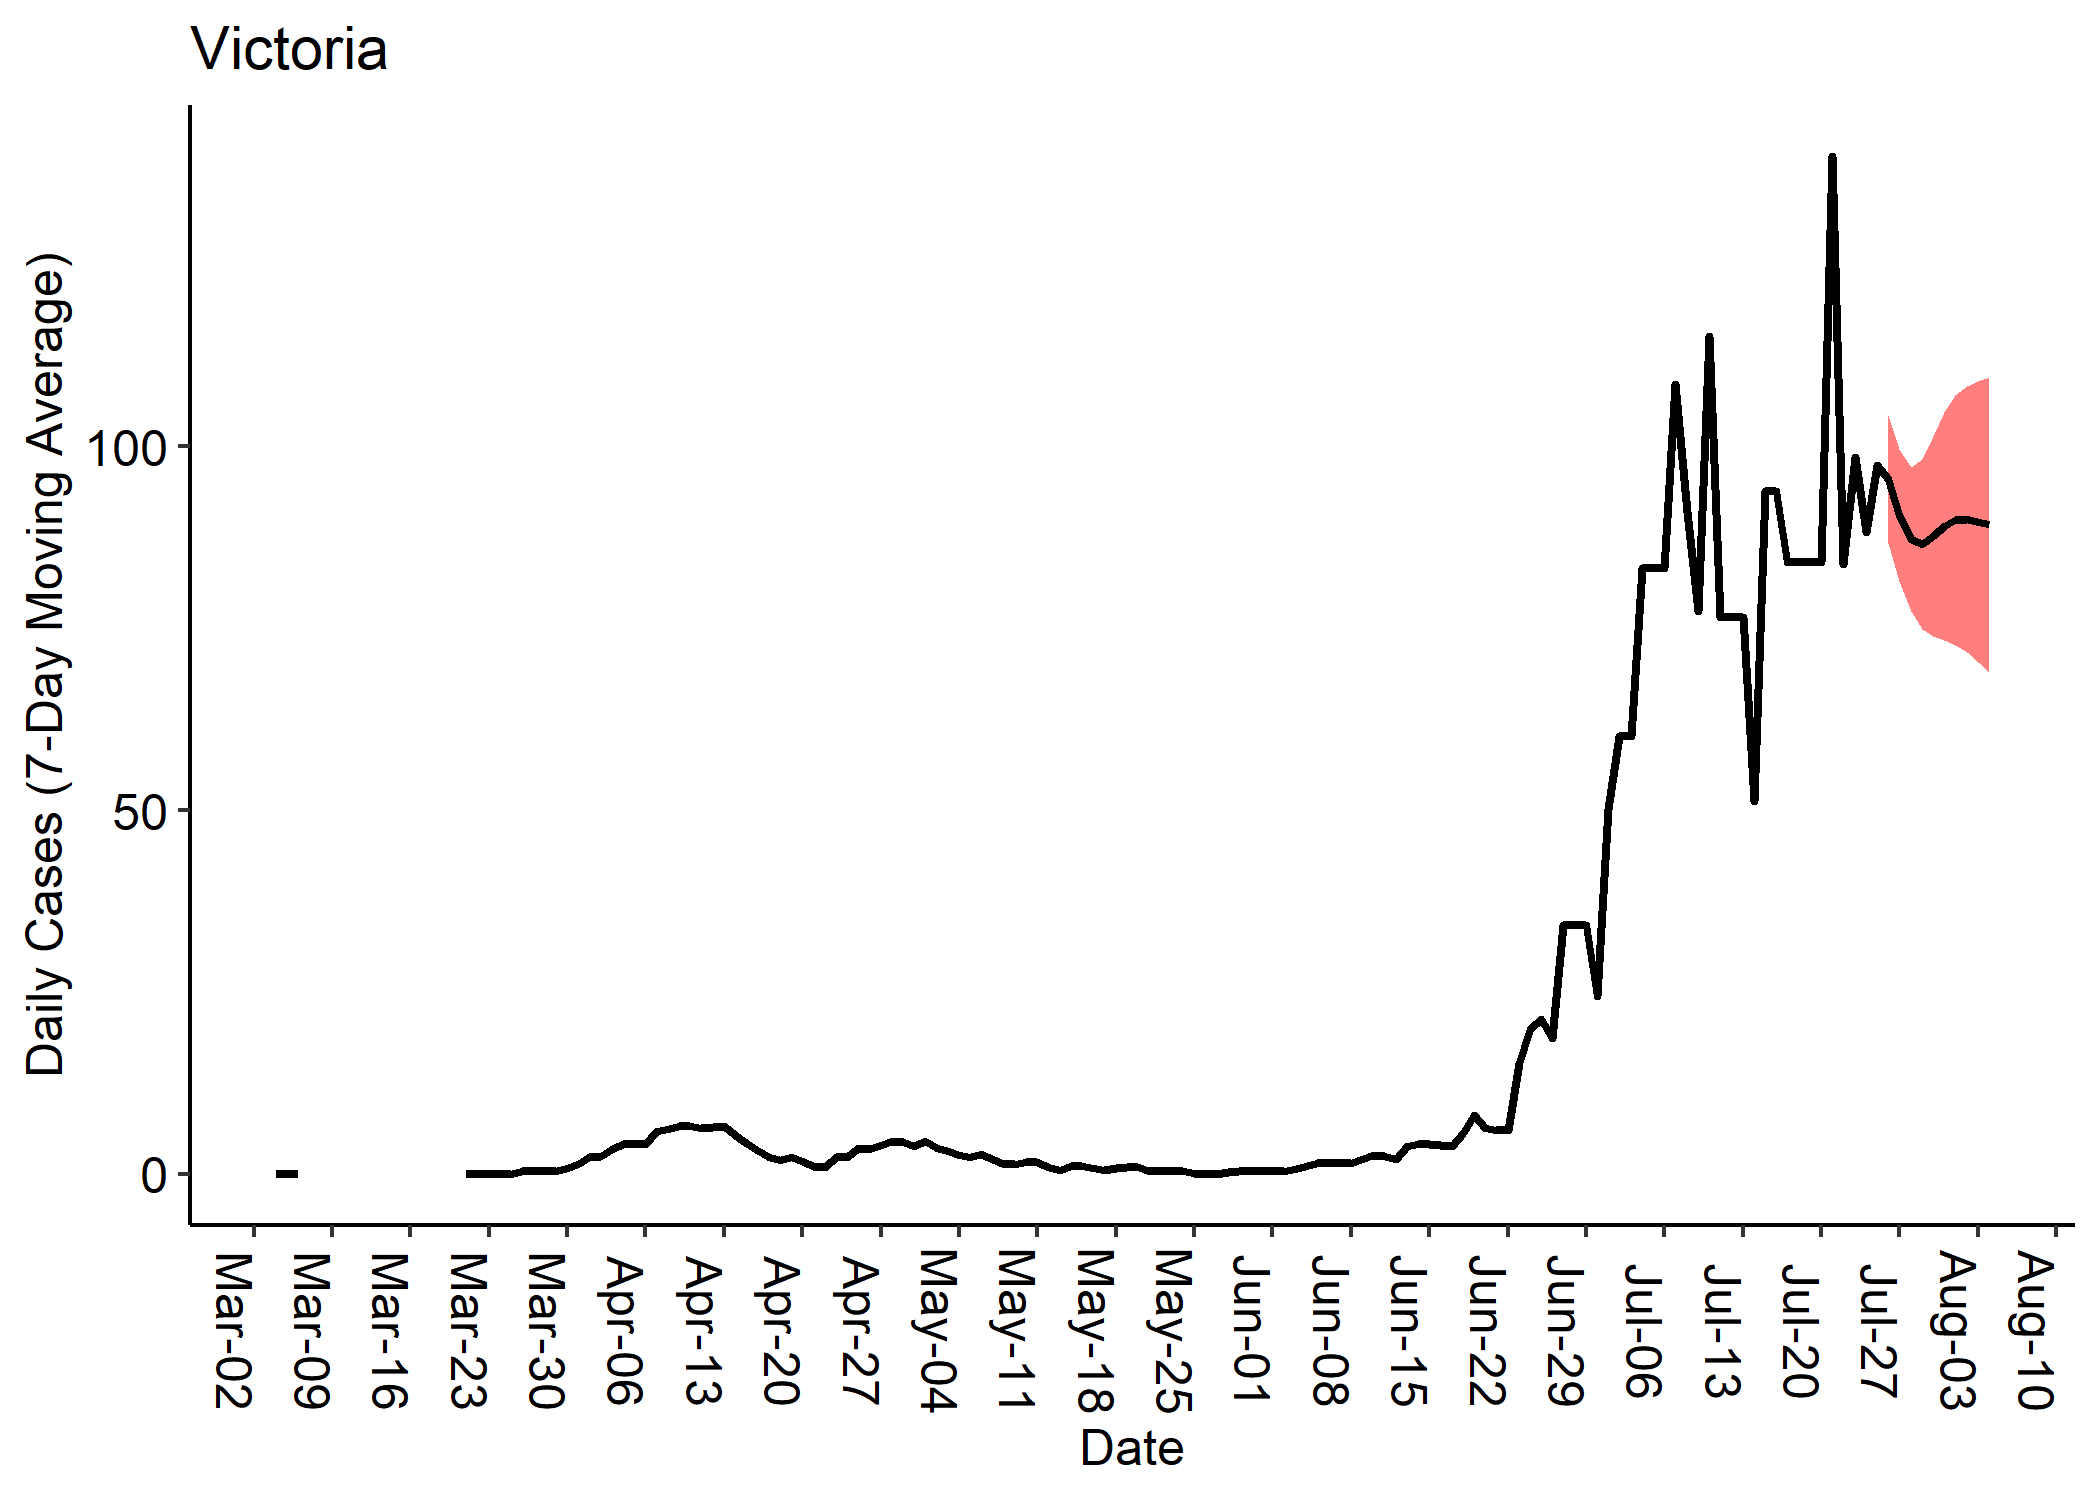 Victoria
Daily Cases (7-Day Moving Average)
100
50
0
Mar-02
Mar-09
Mar-16
Mar-23
Mar-30
Apr-06
Apr-13
Apr-20
Apr-27
May-04
May-11
May-18
May-25
Jun-01
Jun-08
Jun-15
Jun-22
Jun-29
Jul-06
Jul-13
Jul-20
Jul-27
Aug-03
Aug-10
Date